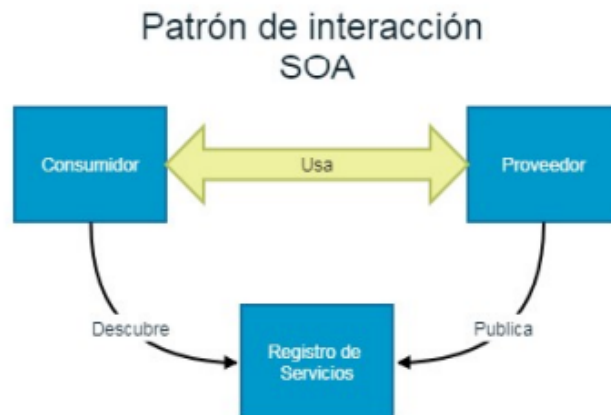 Patrón de interacción
SOA
Consumidor
Usa
Proveedor
Descubre
Publica
Registro de
Servicios